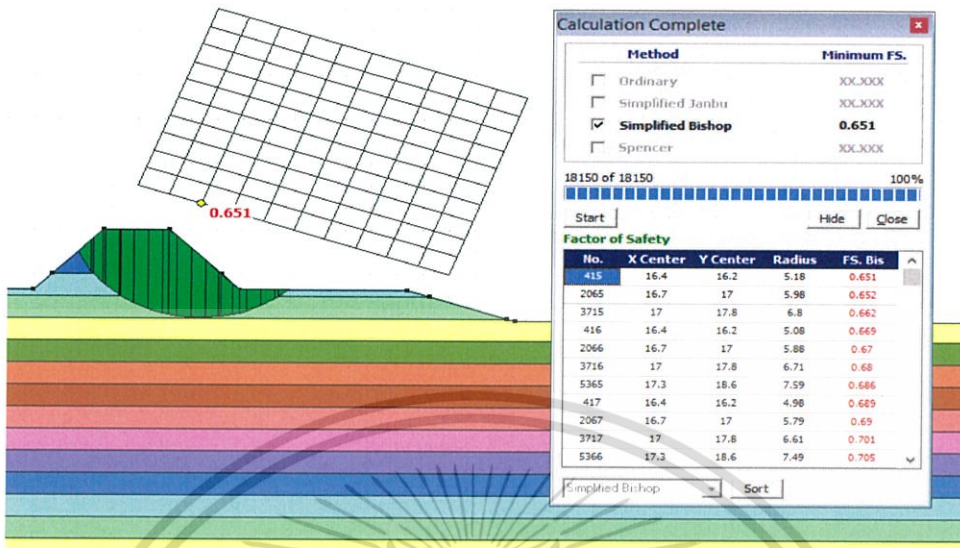 0.651
Calculation Complete
x
Method Minimum FS.
Ordinary XX.XXX
Simplified Janbu XX.XXX
Simplified Bishop 0.651
Spencer XX.XXX
18150 of 18150 100%
Start Hide Close
Factor of Safety
No. X Center Y Center Radius FS. Bis
415 16.4 16.2 5.18 0.651
2065 16.7 17 5.98 0.652
3715 17 17.8 6.8 0.662
416 16.4 16.2 5.08 0.669
2066 16.7 17 5.88 0.67
3716 17 17.8 6.71 0.68
5365 17.3 18.6 7.59 0.686
417 16.4 16.2 4.98 0.689
2067 16.7 17 5.79 0.69
3717 17 17.8 6.61 0.701
5366 17.3 18.6 7.49 0.705
Simplified Bishop Sort